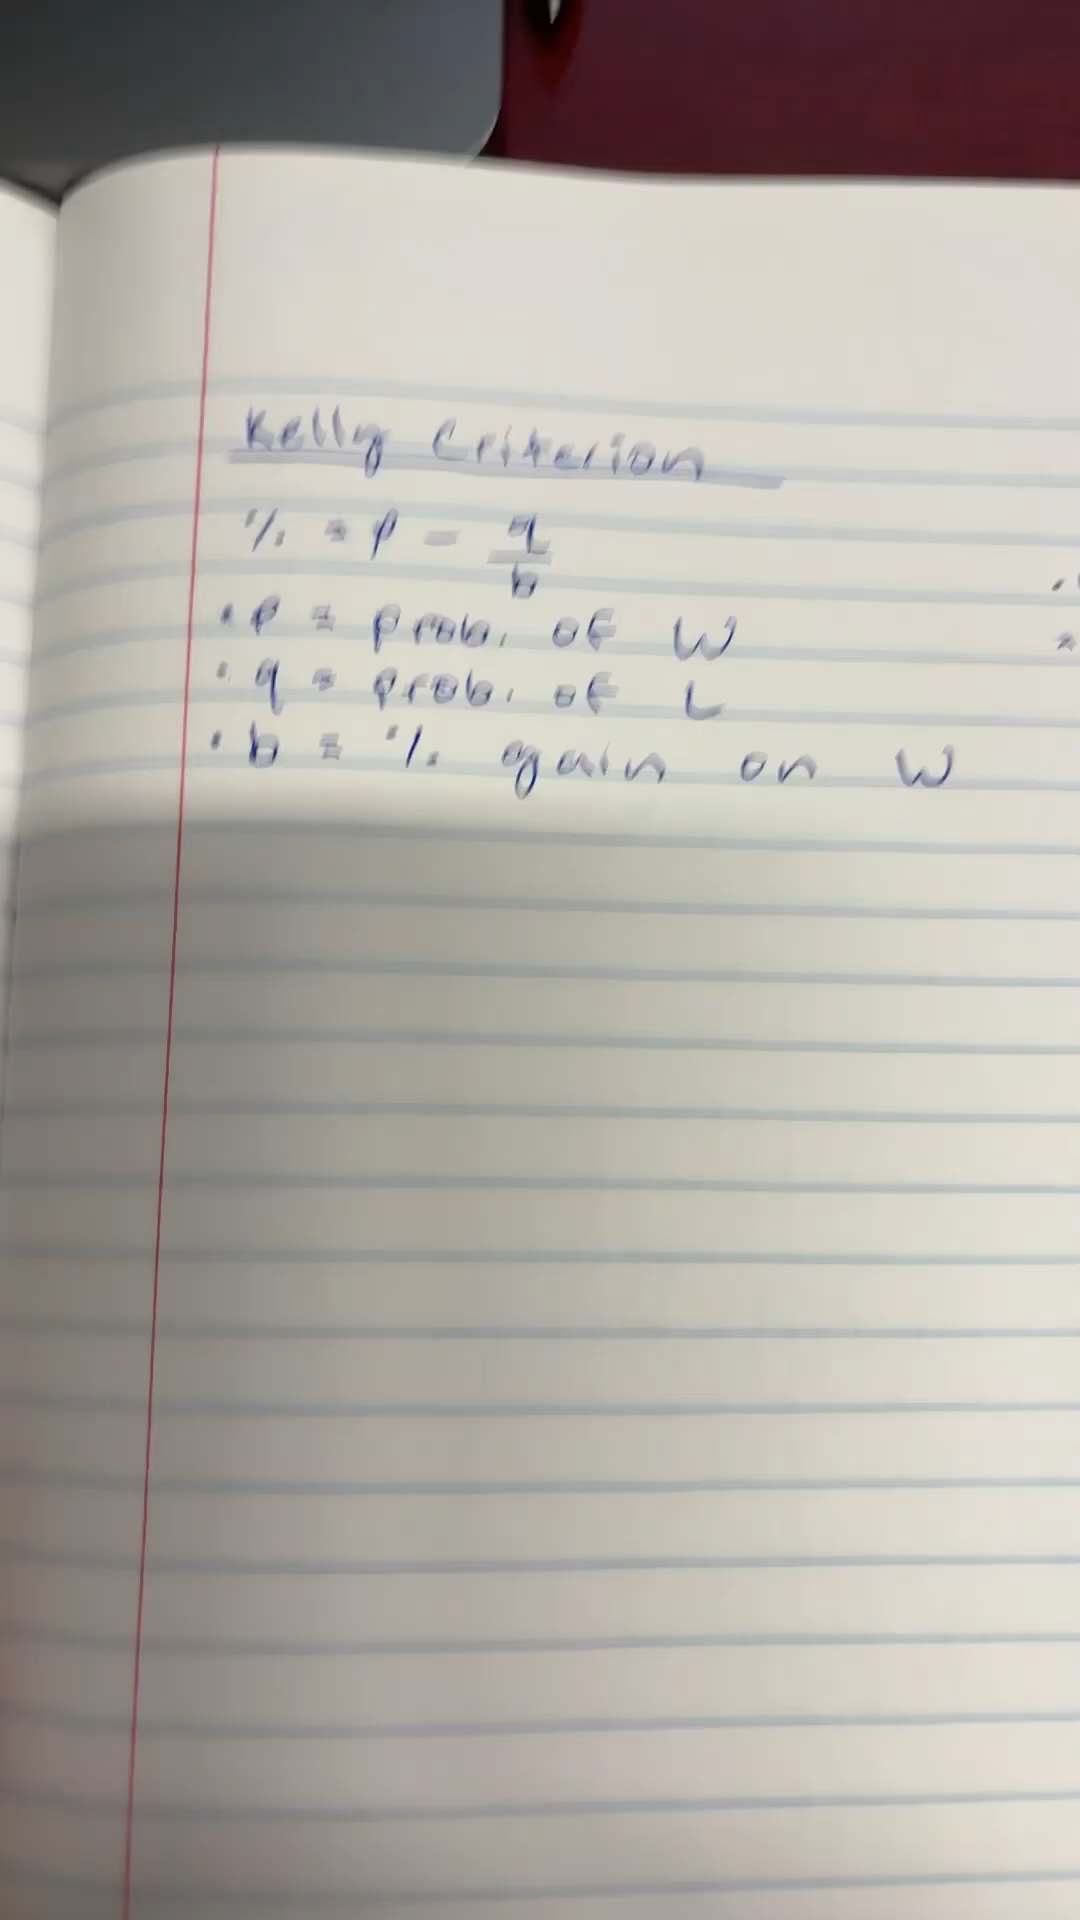 Kelly Criterion
% = p - q/b
• p = prob. of W
• q = prob. of L
• b = % gain on W